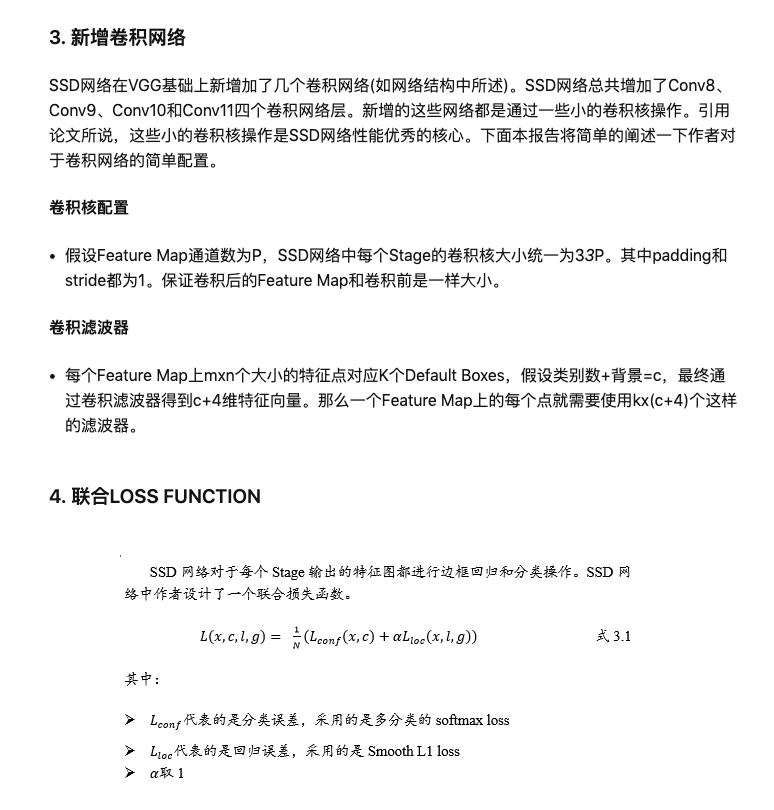 3. 新增卷积网络
SSD网络在VGG基础上新增加了几个卷积网络(如网络结构中所述)。SSD网络总共增加了Conv8、
Conv9、Conv10和Conv11四个卷积网络层。新增的这些网络都是通过一些小的卷积核操作。引用
论文所说，这些小的卷积核操作是SSD网络性能优秀的核心。下面本报告将简单的阐述一下作者对
于卷积网络的简单配置。
卷积核配置
• 假设Feature Map通道数为P，SSD网络中每个Stage的卷积核大小统一为33P。其中padding和
stride都为1。保证卷积后的Feature Map和卷积前是一样大小。
卷积滤波器
• 每个Feature Map上mxn个大小的特征点对应K个Default Boxes，假设类别数+背景=c，最终通
过卷积滤波器得到c+4维特征向量。那么一个Feature Map上的每个点就需要使用kx(c+4)个这样
的滤波器。
4. 联合LOSS FUNCTION
SSD 网络对于每个 Stage 输出的特征图都进行边框回归和分类操作。SSD 网
络中作者设计了一个联合损失函数。
L(x, c, l, g) = 1/N (L_conf(x, c) + αL_loc(x, l, g)) 式 3.1
其中：
➢ L_conf代表的是分类误差，采用的是多分类的 softmax loss
➢ L_loc代表的是回归误差，采用的是 Smooth L1 loss
➢ α取 1